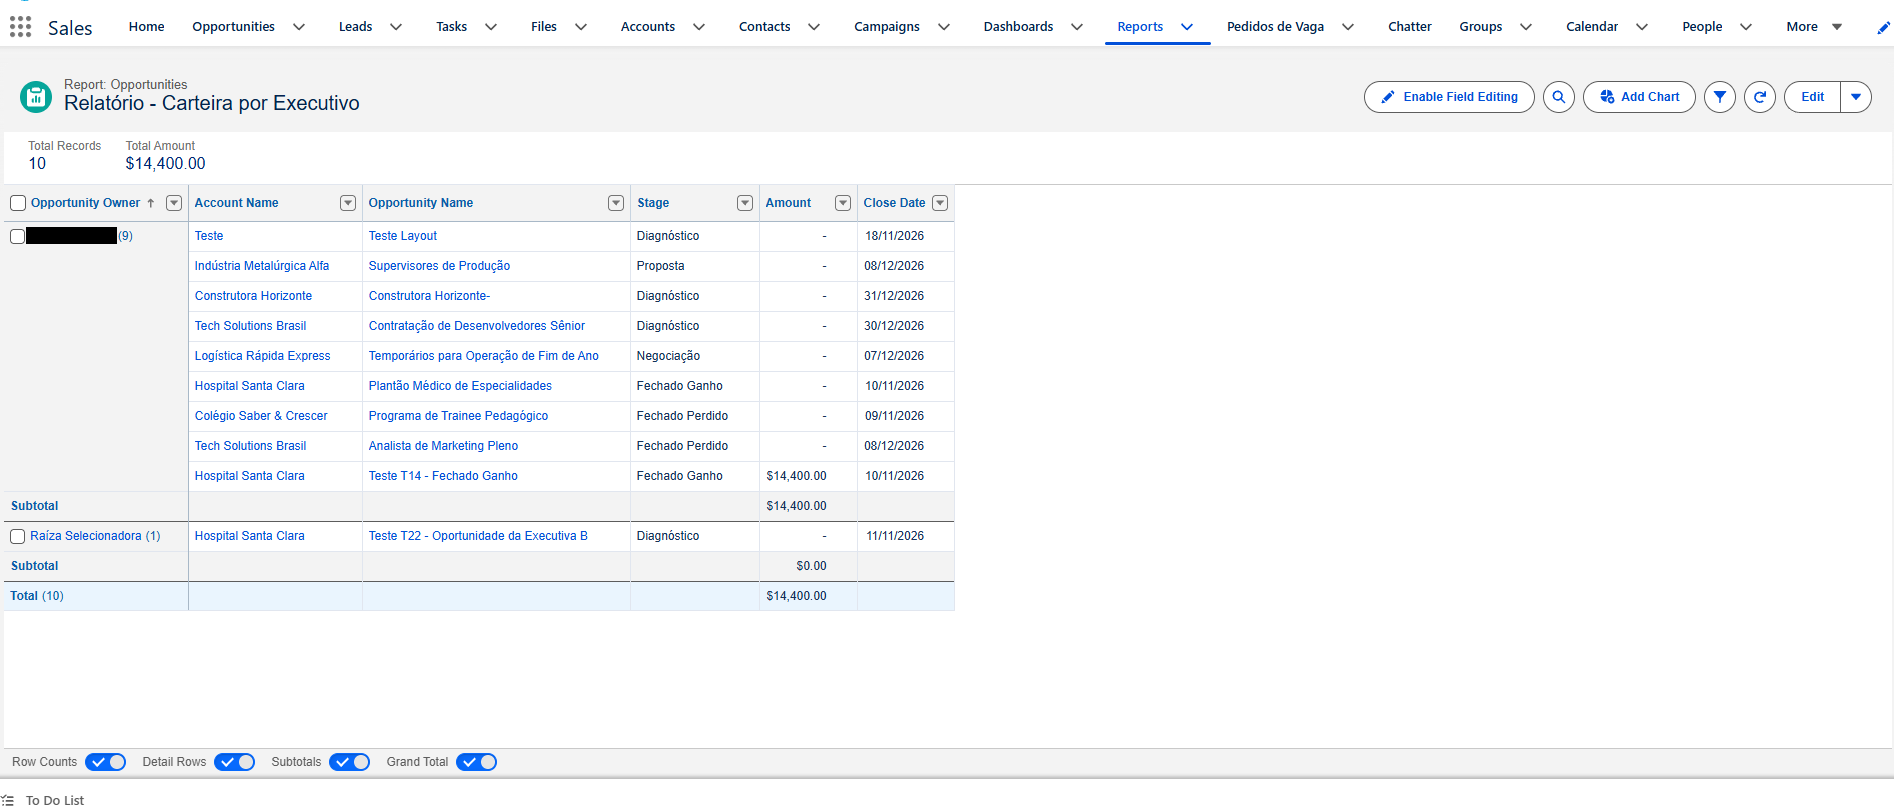 Sales Home Opportunities Leads Tasks Files Accounts Contacts Campaigns Dashboards Reports Pedidos de Vaga Chatter Groups Calendar People More
Report: Opportunities
Relatório - Carteira por Executivo
Enable Field Editing Add Chart Edit
Total Records Total Amount
10 $14,400.00
Opportunity Owner ↑ Account Name Opportunity Name Stage Amount Close Date
(9) Teste Teste Layout Diagnóstico - 18/11/2026
Indústria Metalúrgica Alfa Supervisores de Produção Proposta - 08/12/2026
Construtora Horizonte Construtora Horizonte- Diagnóstico - 31/12/2026
Tech Solutions Brasil Contratação de Desenvolvedores Sênior Diagnóstico - 30/12/2026
Logística Rápida Express Temporários para Operação de Fim de Ano Negociação - 07/12/2026
Hospital Santa Clara Plantão Médico de Especialidades Fechado Ganho - 10/11/2026
Colégio Saber & Crescer Programa de Trainee Pedagógico Fechado Perdido - 09/11/2026
Tech Solutions Brasil Analista de Marketing Pleno Fechado Perdido - 08/12/2026
Hospital Santa Clara Teste T14 - Fechado Ganho Fechado Ganho $14,400.00 10/11/2026
Subtotal $14,400.00
Raíza Selecionadora (1) Hospital Santa Clara Teste T22 - Oportunidade da Executiva B Diagnóstico - 11/11/2026
Subtotal $0.00
Total (10) $14,400.00
Row Counts Detail Rows Subtotals Grand Total
To Do List